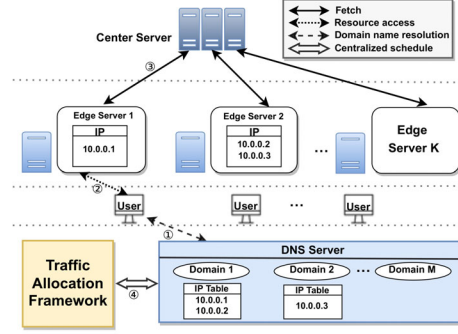 Center Server
Fetch
Resource access
Domain name resolution
Centralized schedule
③
Edge Server 1
IP
10.0.0.1
Edge Server 2
IP
10.0.0.2
10.0.0.3
...
Edge
Server K
②
User
User
...
User
①
Traffic
Allocation
Framework
④
DNS Server
Domain 1
Domain 2
...
Domain M
IP Table
10.0.0.1
10.0.0.2
IP Table
10.0.0.3